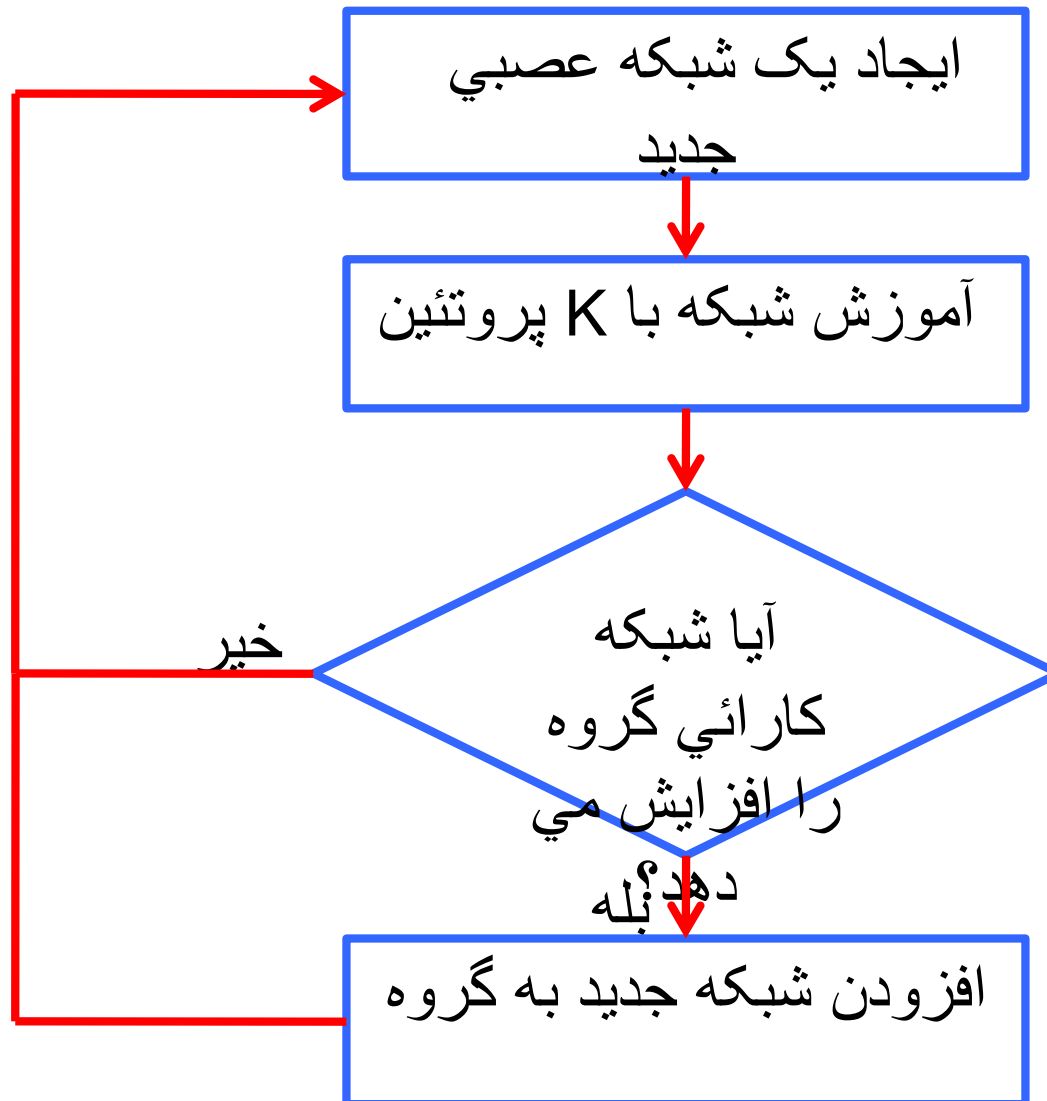 ايجاد يک شبکه عصبي
جديد
آموزش شبکه با K پروتئين
آيا شبکه
کارائي گروه
را افزايش مي
دهد؟
خير
بله
افزودن شبکه جديد به گروه